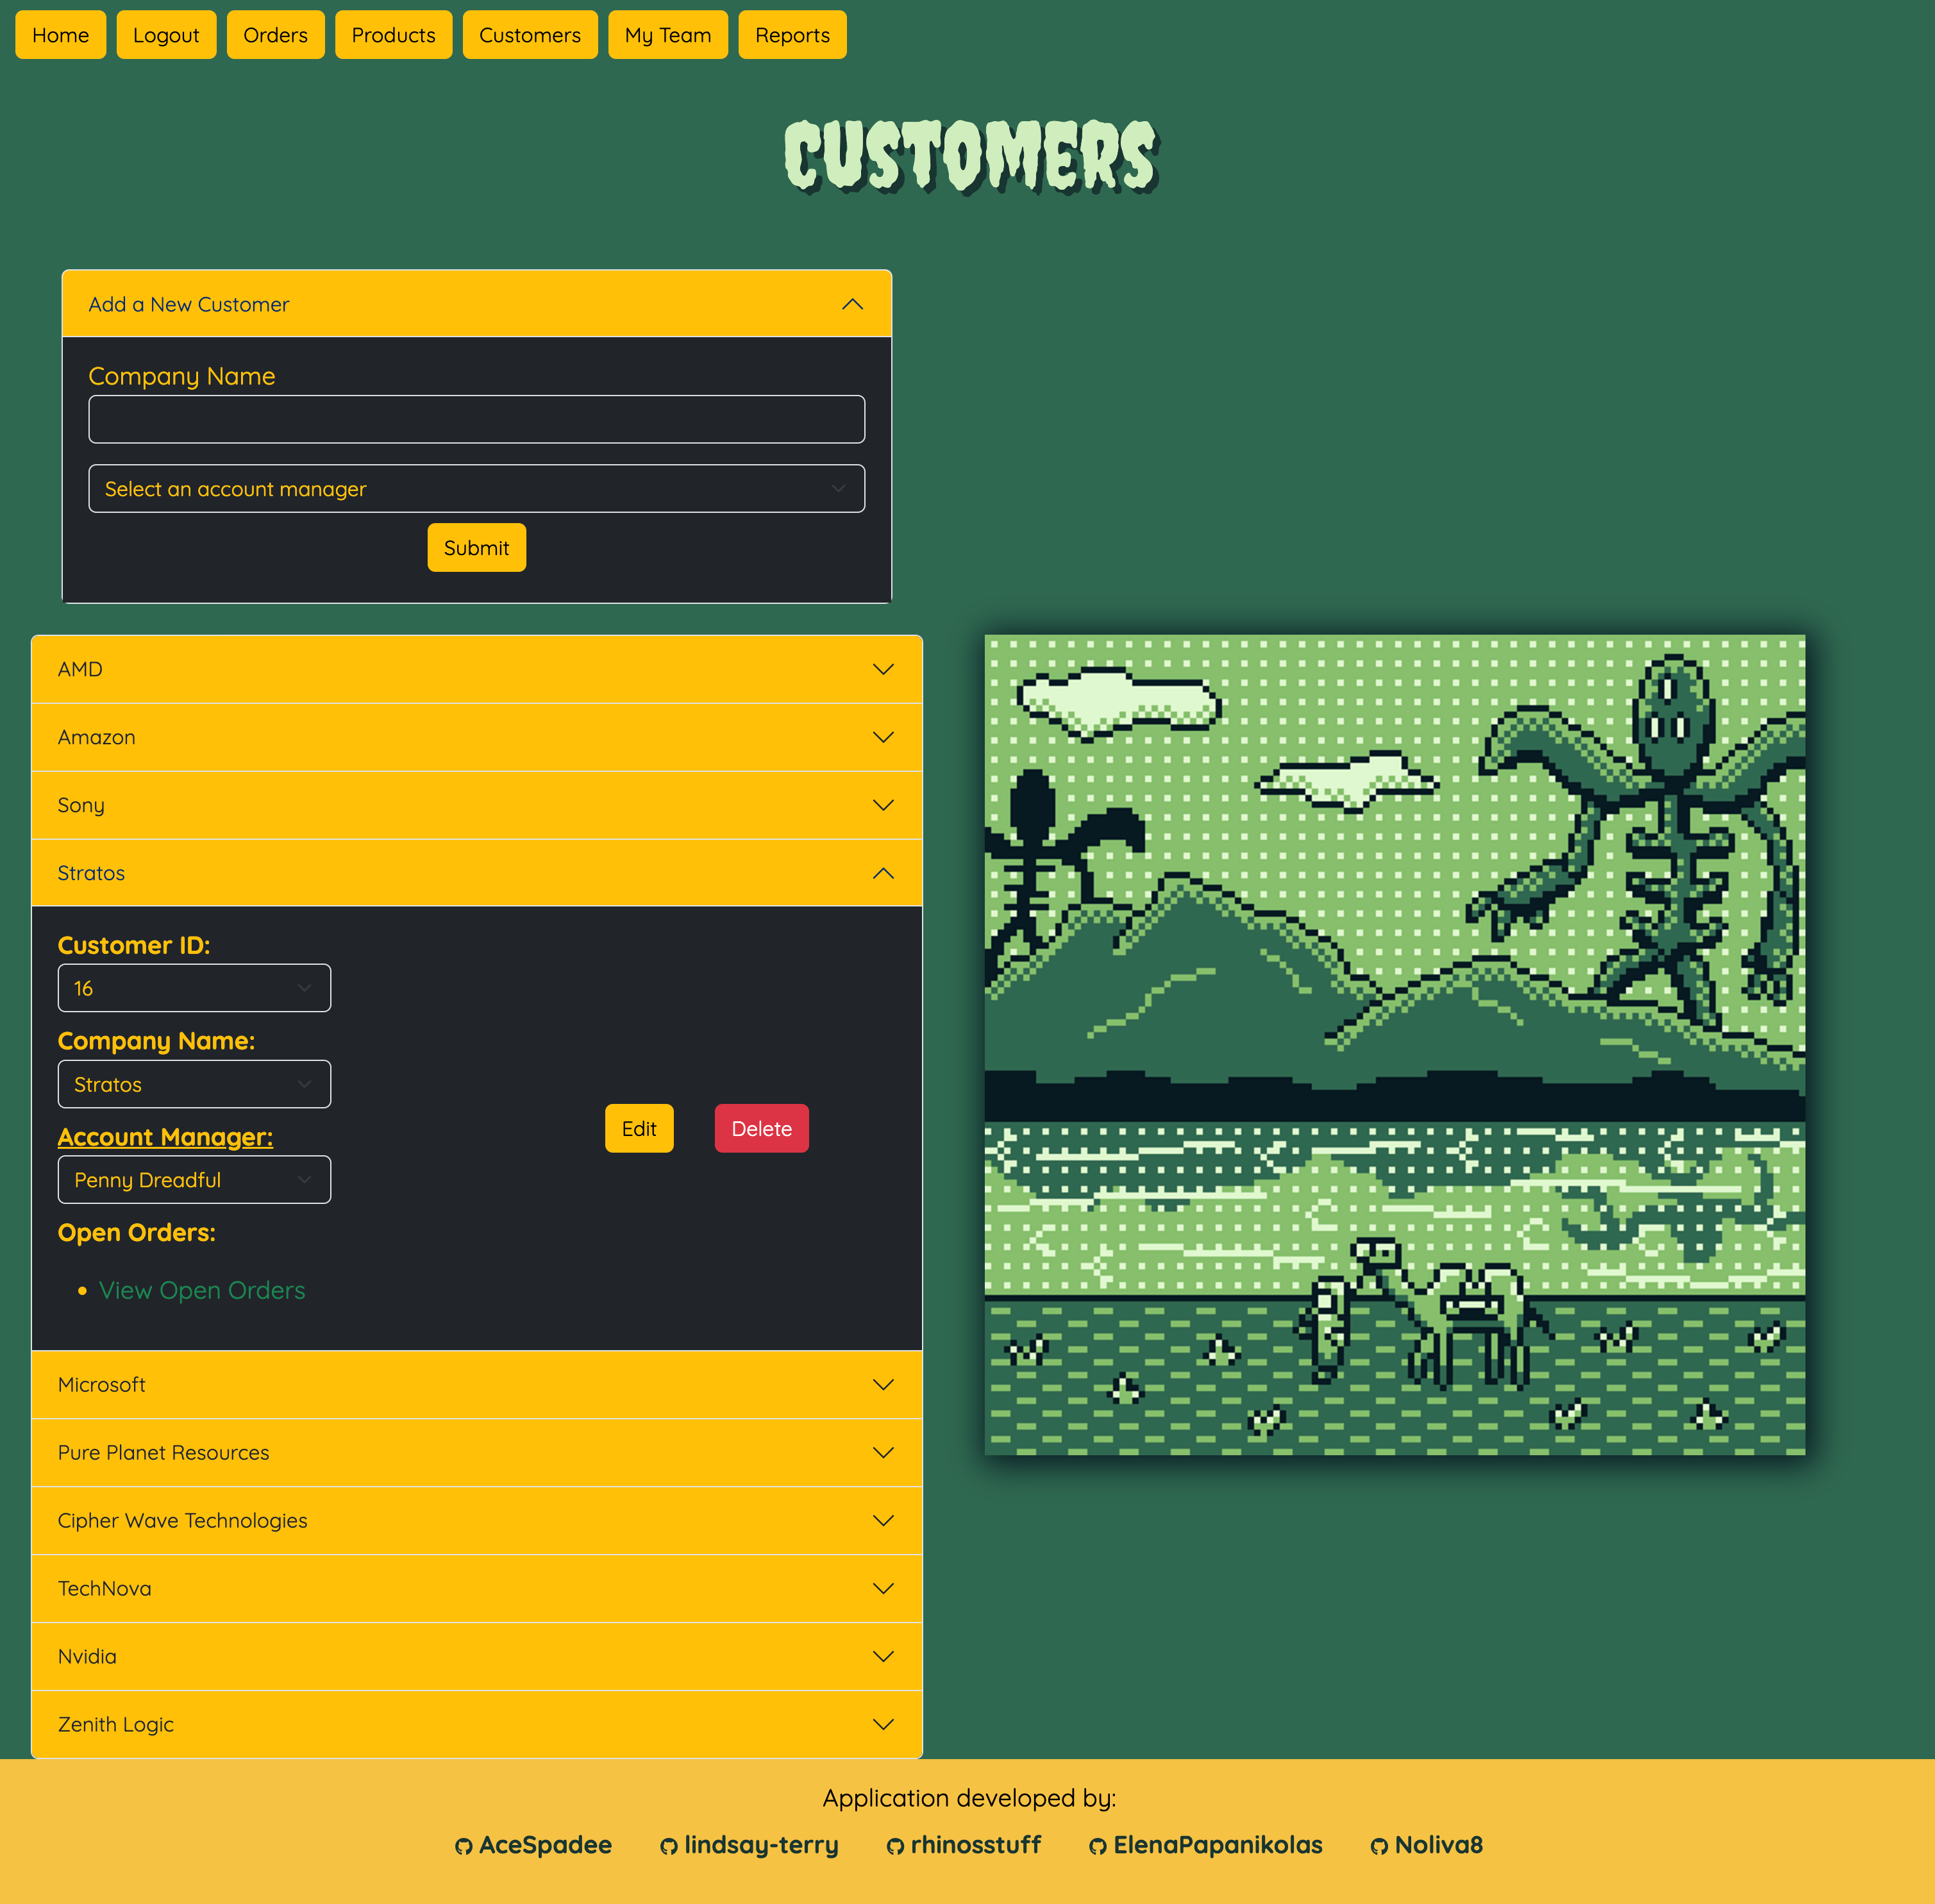 Home Logout Orders Products Customers My Team Reports
CUSTOMERS
Add a New Customer
Company Name
Select an account manager
Submit
AMD
Amazon
Sony
Stratos
Customer ID:
16
Company Name:
Stratos
Edit Delete
Account Manager:
Penny Dreadful
Open Orders:
View Open Orders
Microsoft
Pure Planet Resources
Cipher Wave Technologies
TechNova
Nvidia
Zenith Logic
Application developed by:
AceSpadee lindsay-terry rhinosstuff ElenaPapanikolas Noliva8